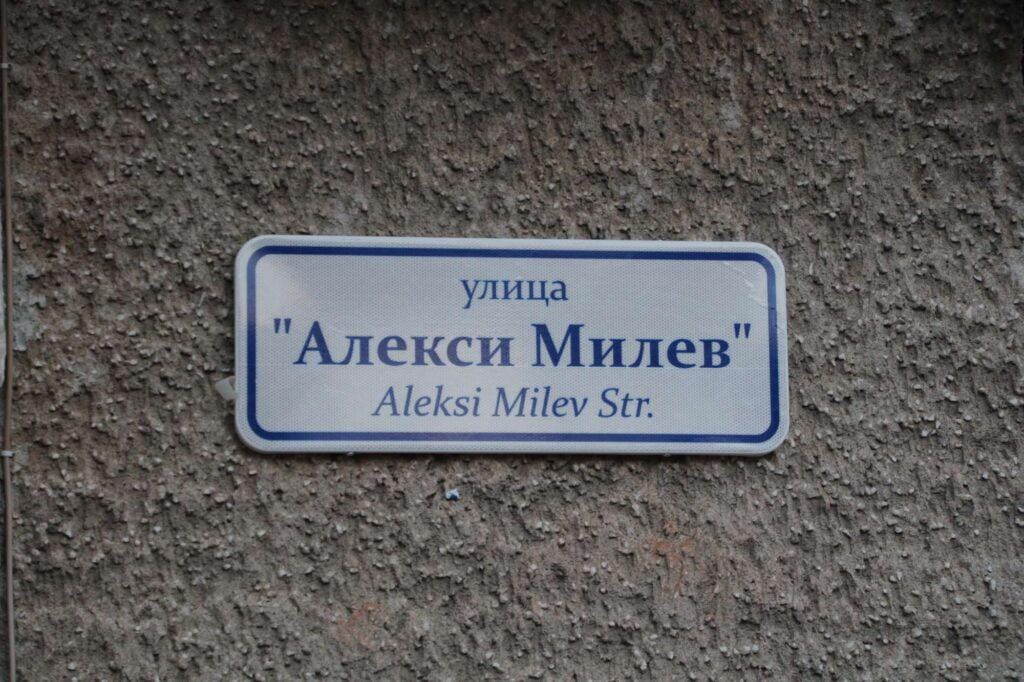 улица
"Алекси Милев"
Aleksi Milev Str.